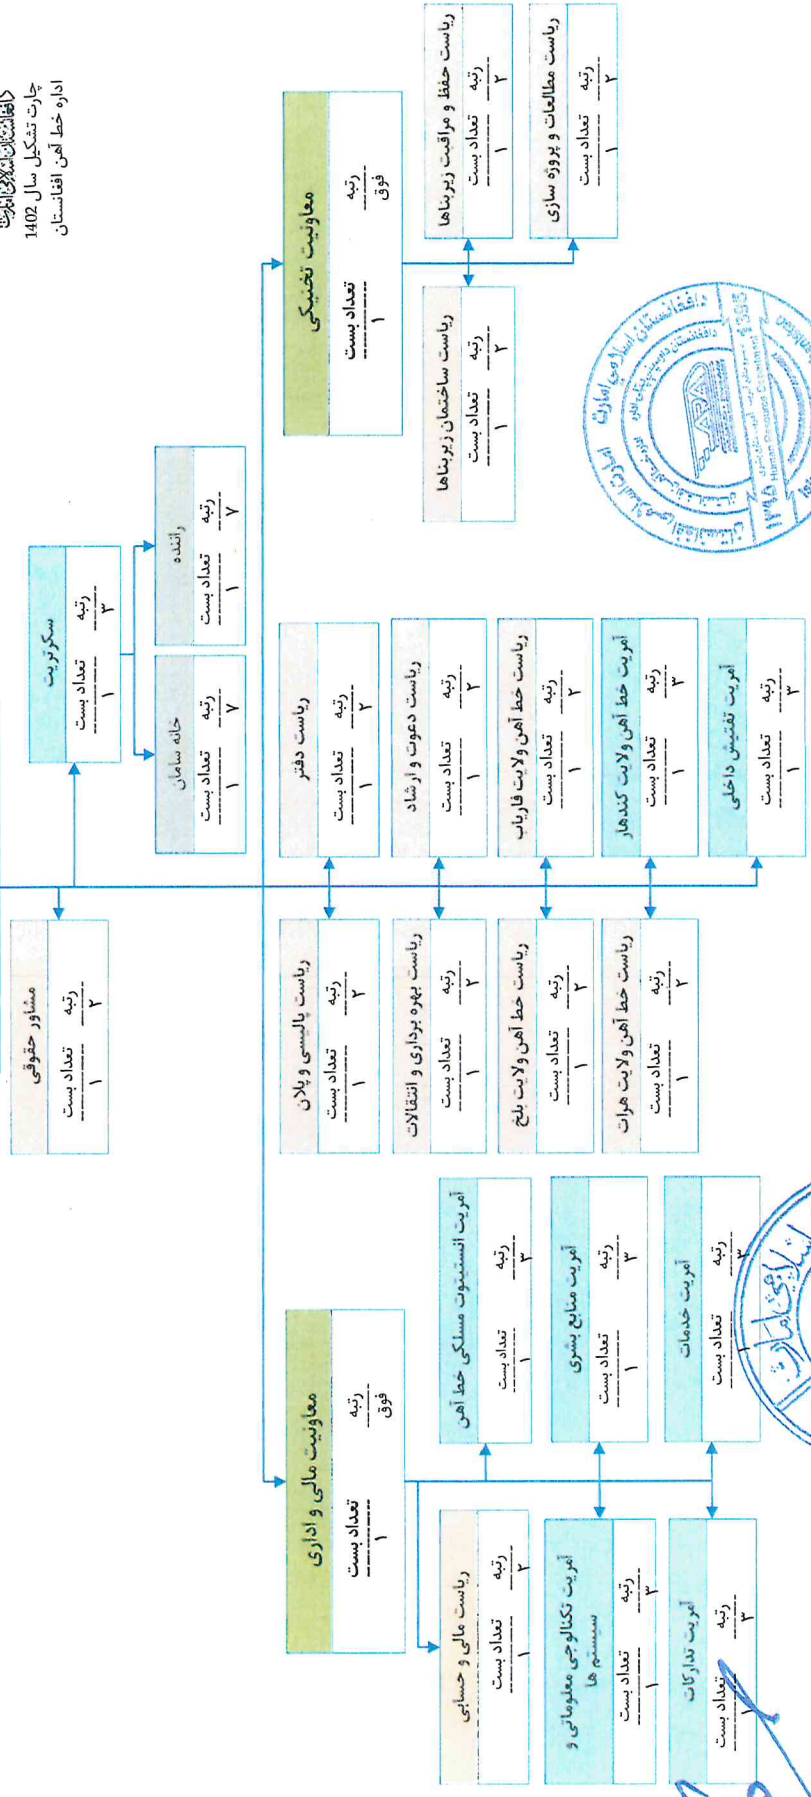 اداره خط آهن افغانستان
چارت تشکیل سال 1402
مشاور حقوقی
تعداد بست رتبه
۱ ۲
سکرتریت
تعداد بست رتبه
۱ ۳
خانه سامان
تعداد بست رتبه
۱ ۷
راننده
تعداد بست رتبه
۱ ۷
معاونیت مالی و اداری
تعداد بست رتبه
۱ فوق
معاونیت تخنیکی
تعداد بست رتبه
۱ فوق
ریاست پالیسی و پلان
تعداد بست رتبه
۱ ۲
ریاست دفتر
تعداد بست رتبه
۱ ۲
ریاست بهره برداری و انتقالات
تعداد بست رتبه
۱ ۲
ریاست دعوت و ارشاد
تعداد بست رتبه
۱ ۲
ریاست خط آهن ولایت بلخ
تعداد بست رتبه
۱ ۲
ریاست خط آهن ولایت فاریاب
تعداد بست رتبه
۱ ۲
ریاست خط آهن ولایت هرات
تعداد بست رتبه
۱ ۲
آمریت خط آهن ولایت کندهار
تعداد بست رتبه
۱ ۳
آمریت تفتیش داخلی
تعداد بست رتبه
۱ ۳
ریاست مالی و حسابی
تعداد بست رتبه
۱ ۲
آمریت انستیتوت مسلکی خط آهن
تعداد بست رتبه
۱ ۳
آمریت تکنالوجی معلوماتی و
سیستم ها
تعداد بست رتبه
۱ ۳
آمریت منابع بشری
تعداد بست رتبه
۱ ۳
آمریت تدارکات
تعداد بست رتبه
۱ ۳
آمریت خدمات
تعداد بست رتبه
۱ ۳
ریاست ساختمان زیربناها
تعداد بست رتبه
۱ ۲
ریاست حفظ و مراقبت زیربناها
تعداد بست رتبه
۱ ۲
ریاست مطالعات و پروژه سازی
تعداد بست رتبه
۱ ۲
دافغانستان اسلامي امارت
امارت اسلامی افغانستان
۱۳۹۵
Human Resource